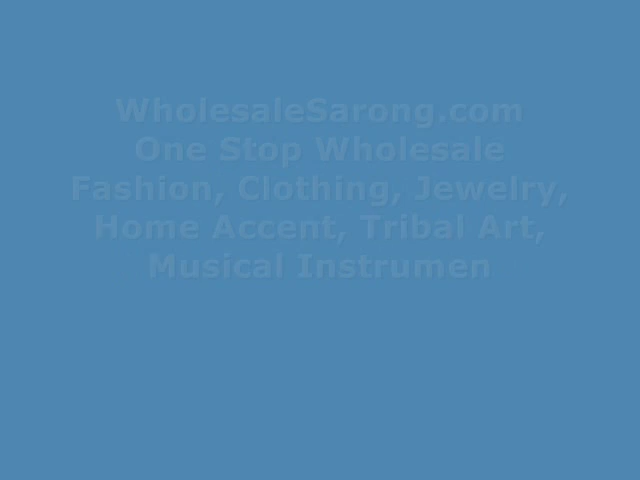 WholesaleSarong.com
One Stop Wholesale
Fashion, Clothing, Jewelry,
Home Accent, Tribal Art,
Musical Instrumen